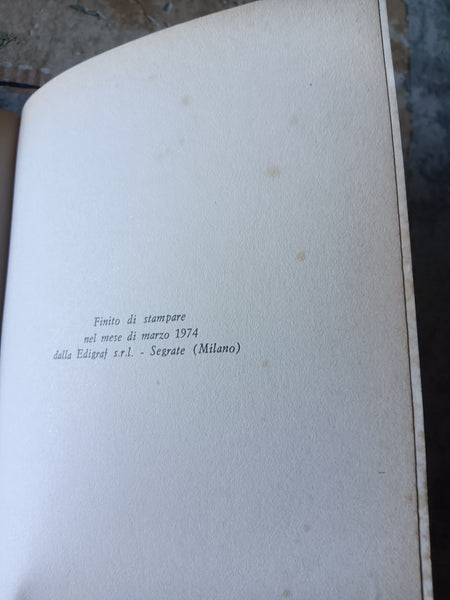 Finito di stampare
nel mese di marzo 1974
dalla Edigraf s.r.l. - Segrate (Milano)